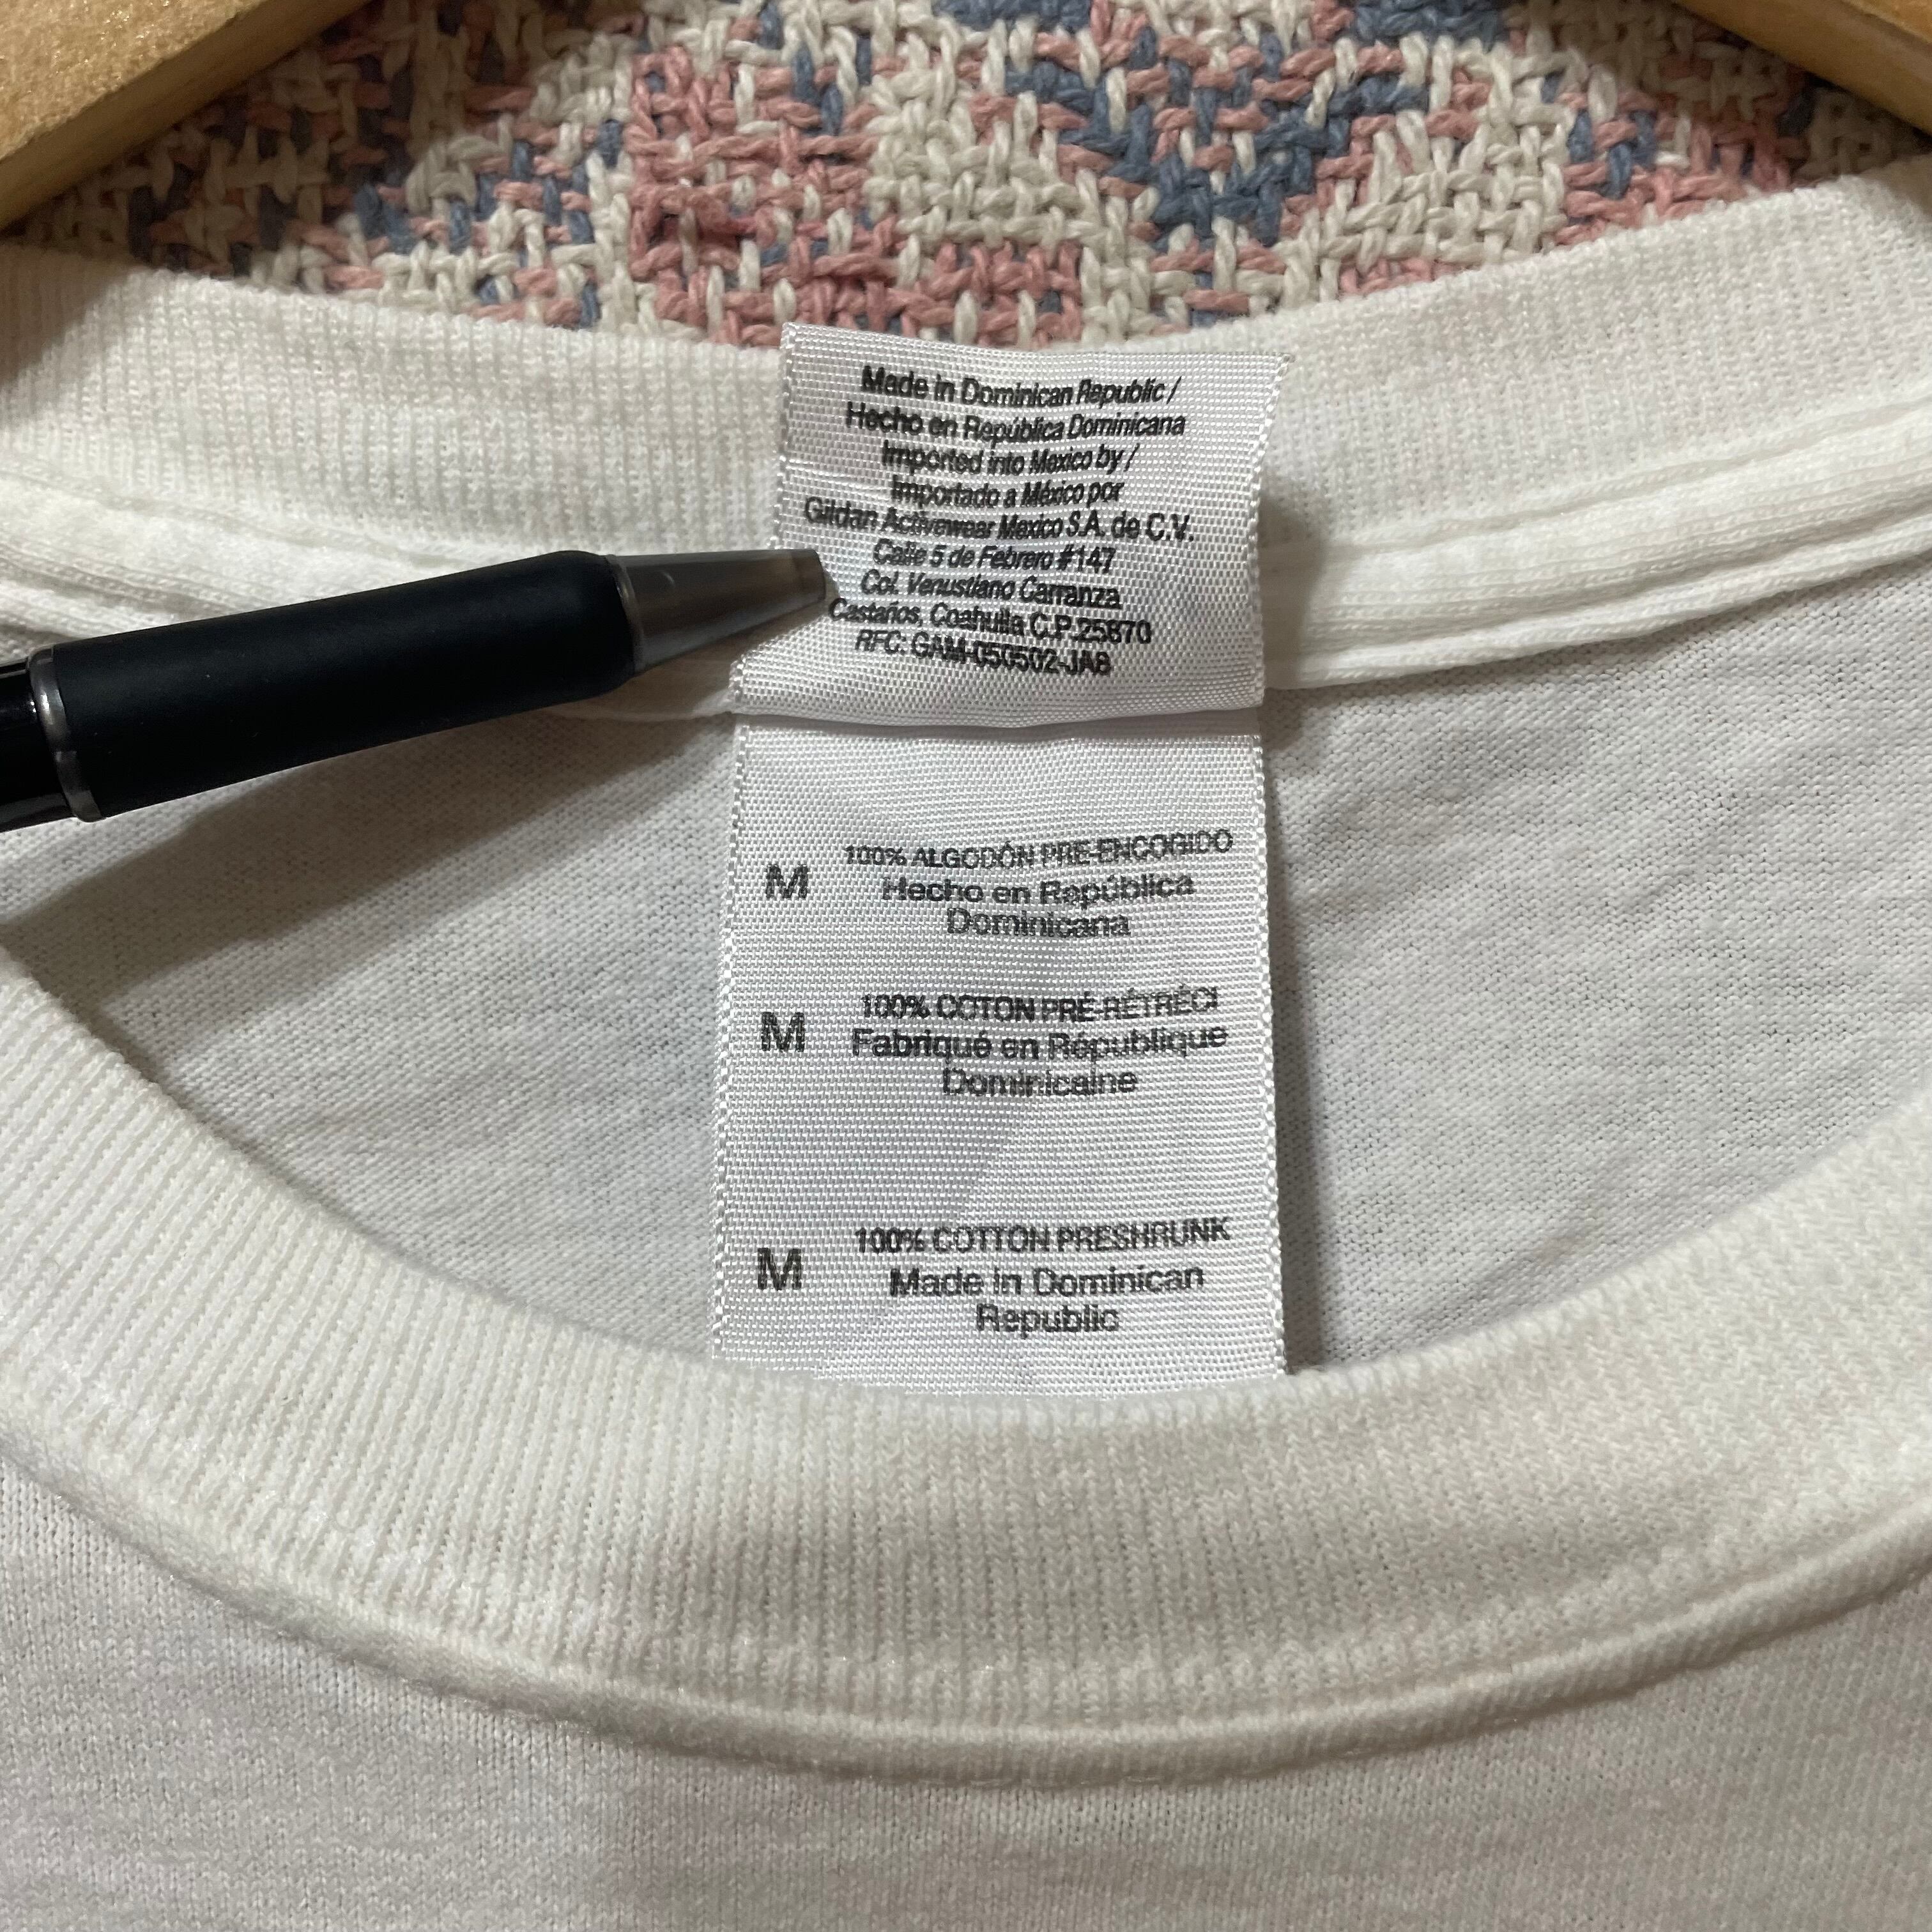 Made in Dominican Republic /
Hecho en República Dominicana
Imported into Mexico by /
Importado a México por
Gildan Activewear Mexico S.A. de C.V.
Calle 5 de Febrero #147
Col. Venustiano Carranza
Castaños, Coahuila C.P.25870
RFC: GAM-050502-JA8
M
100% ALGODÓN PRE-ENCOGIDO
Hecho en República
Dominicana
M
100% COTON PRÉ-RÉTRÉCI
Fabriqué en République
Dominicaine
M
100% COTTON PRESHRUNK
Made in Dominican
Republic